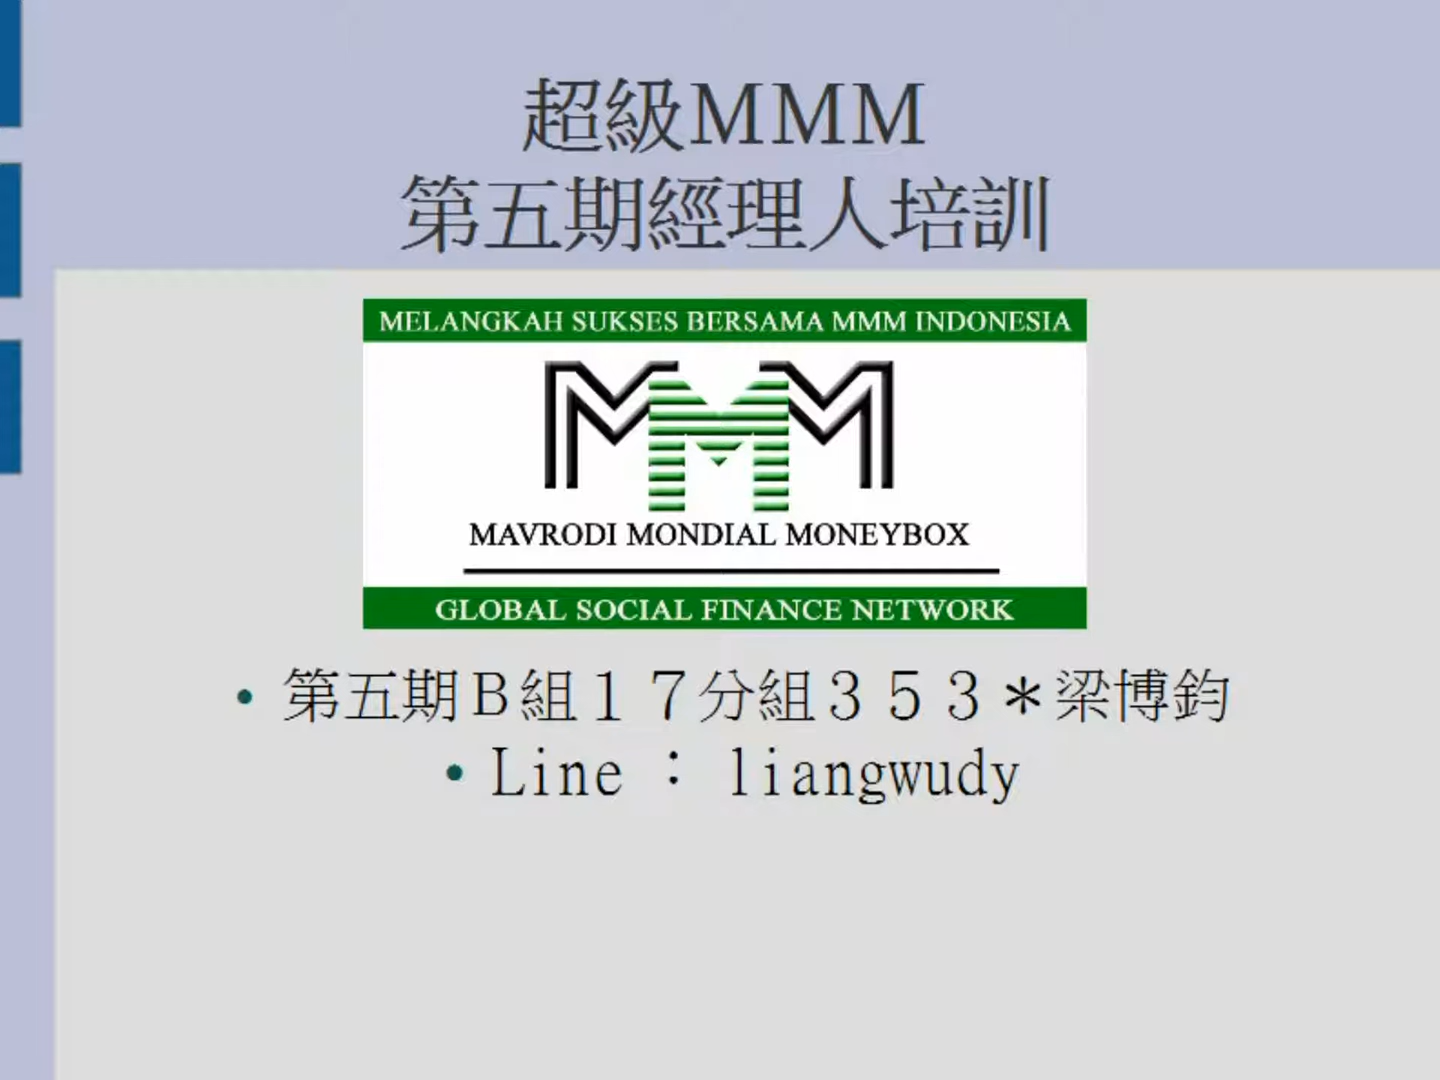 超級ＭＭＭ
第五期經理人培訓
MELANGKAH SUKSES BERSAMA MMM INDONESIA
MMM
MAVRODI MONDIAL MONEYBOX
GLOBAL SOCIAL FINANCE NETWORK
• 第五期Ｂ組１７分組３５３＊梁博鈞
• Line ： liangwudy